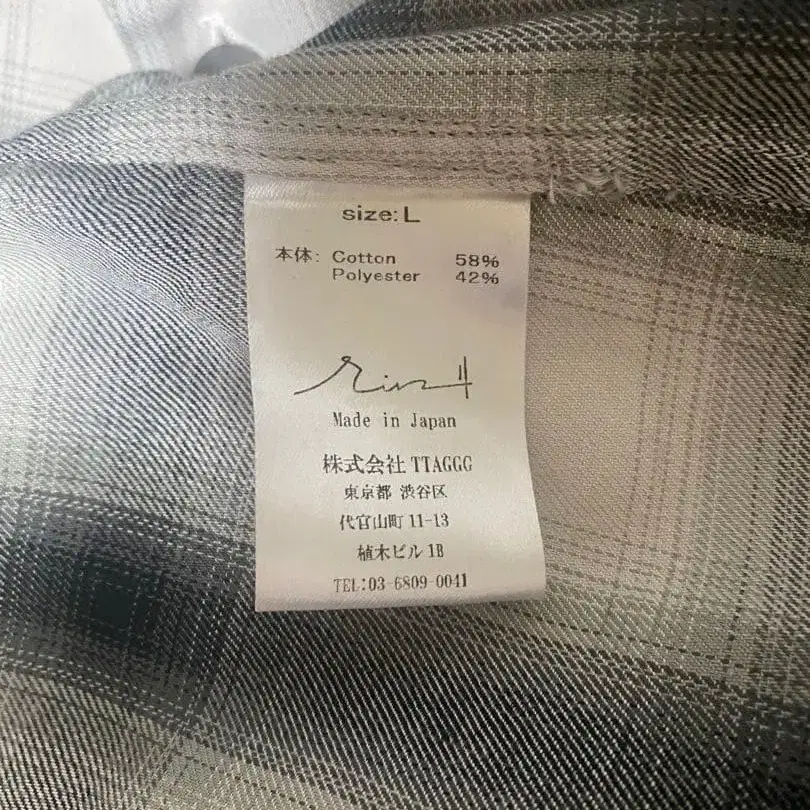 size: L
本体: Cotton 58%
Polyester 42%
Made in Japan
株式会社 TTAGGG
東京都 渋谷区
代官山町 11-13
植木ビル 1B
TEL:03-6809-0041